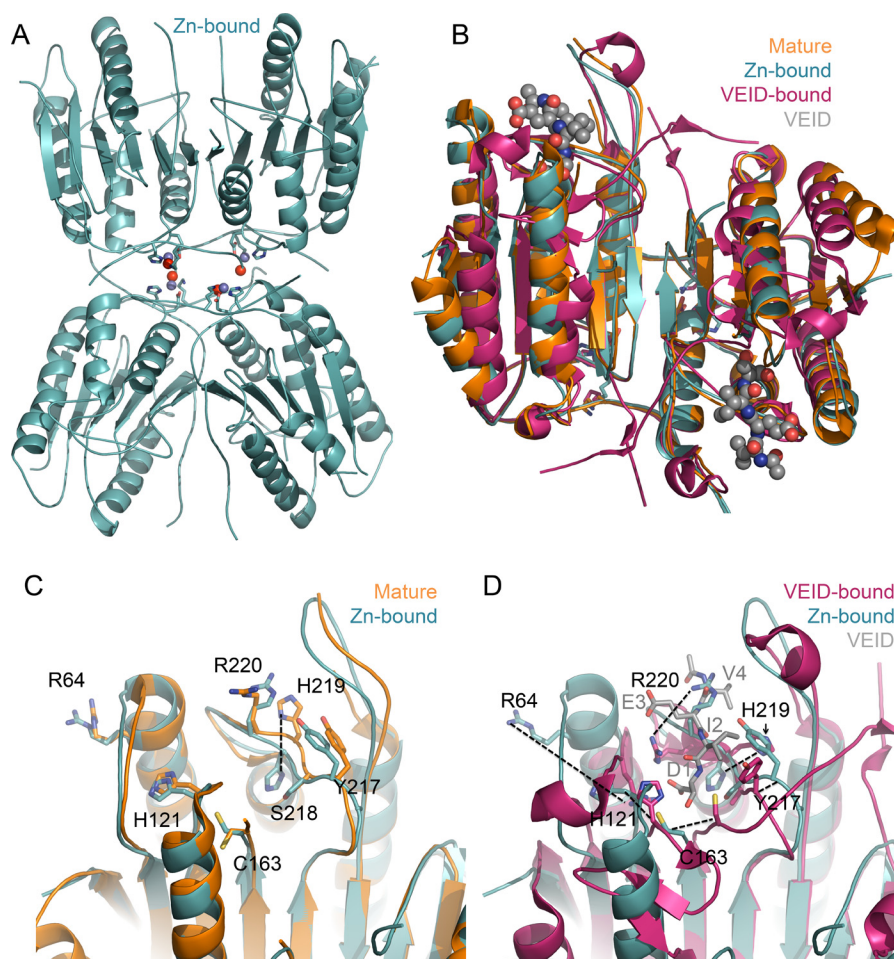 A
Zn-bound
B
Mature
Zn-bound
VEID-bound
VEID
C
Mature
Zn-bound
R64
R220
H219
H121
S218
Y217
C163
D
VEID-bound
Zn-bound
VEID
R64
R220
V4
E3
I2
H219
D1
H121
Y217
C163